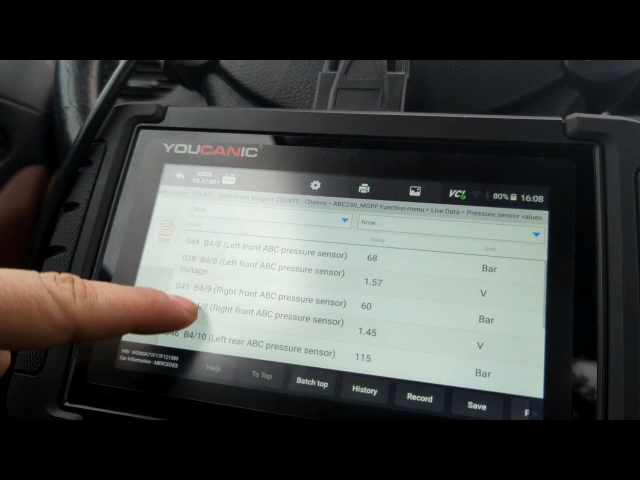 YOUCANIC
VCI 80% 16:08
Chassis > ABC230_MOPF Function menu > Live Data > Pressure sensor values
None
Value
Unit
044 B4/8 (Left front ABC pressure sensor) 68 Bar
039 B4/8 (Left front ABC pressure sensor) Voltage 1.57 V
045 B4/9 (Right front ABC pressure sensor) 60 Bar
(Right front ABC pressure sensor) 1.45 V
B4/10 (Left rear ABC pressure sensor) 115 Bar
Car Information : MERCEDES
Help To Top Batch top History Record Save